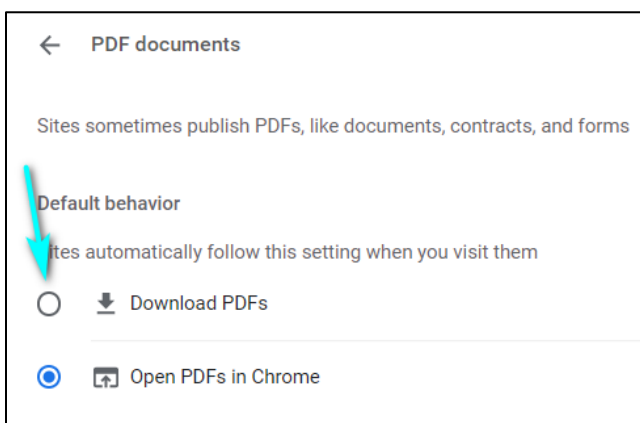 PDF documents
Sites sometimes publish PDFs, like documents, contracts, and forms
Default behavior
Sites automatically follow this setting when you visit them
Download PDFs
Open PDFs in Chrome